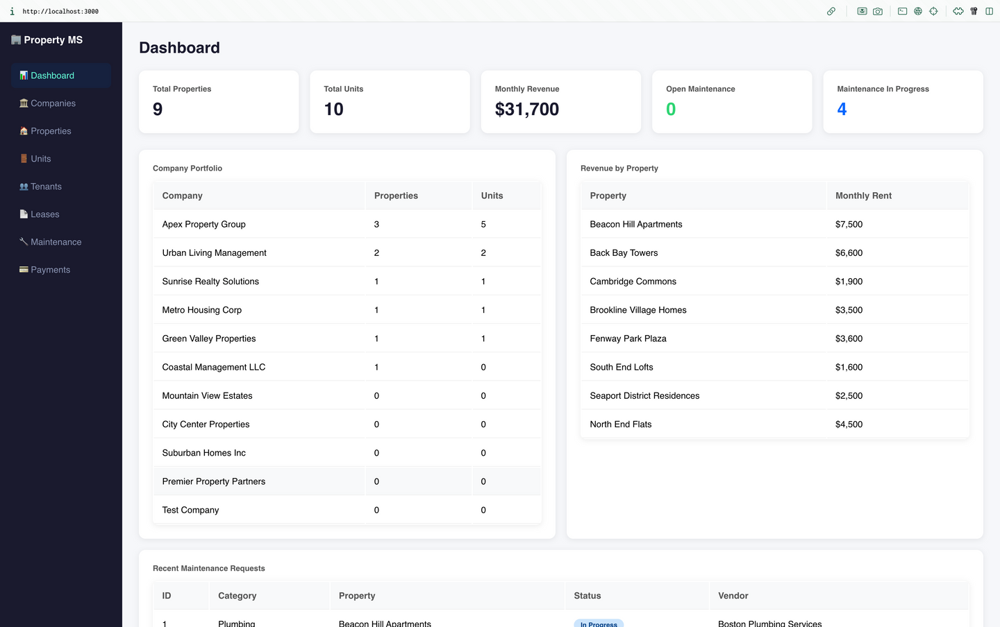 http://localhost:3000
Property MS
Dashboard
Companies
Properties
Units
Tenants
Leases
Maintenance
Payments
Dashboard
Total Properties
9
Total Units
10
Monthly Revenue
$31,700
Open Maintenance
0
Maintenance In Progress
4
Company Portfolio
Company Properties Units
Apex Property Group 3 5
Urban Living Management 2 2
Sunrise Realty Solutions 1 1
Metro Housing Corp 1 1
Green Valley Properties 1 1
Coastal Management LLC 1 0
Mountain View Estates 0 0
City Center Properties 0 0
Suburban Homes Inc 0 0
Premier Property Partners 0 0
Test Company 0 0
Revenue by Property
Property Monthly Rent
Beacon Hill Apartments $7,500
Back Bay Towers $6,600
Cambridge Commons $1,900
Brookline Village Homes $3,500
Fenway Park Plaza $3,600
South End Lofts $1,600
Seaport District Residences $2,500
North End Flats $4,500
Recent Maintenance Requests
ID Category Property Status Vendor
1 Plumbing Beacon Hill Apartments In Progress Boston Plumbing Services